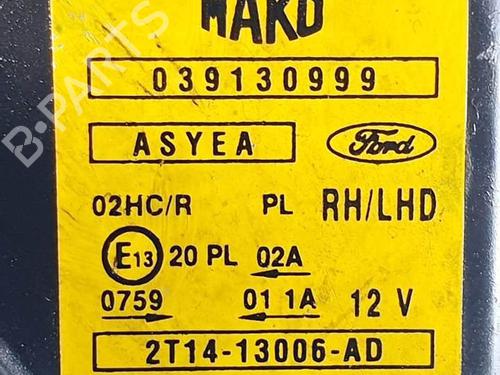 MAKO
039130999
ASYEA Ford
02HC/R PL RH/LHD
E13 20 PL 02A
0759 01 1A 12 V
2T14-13006-AD
B-PARTS